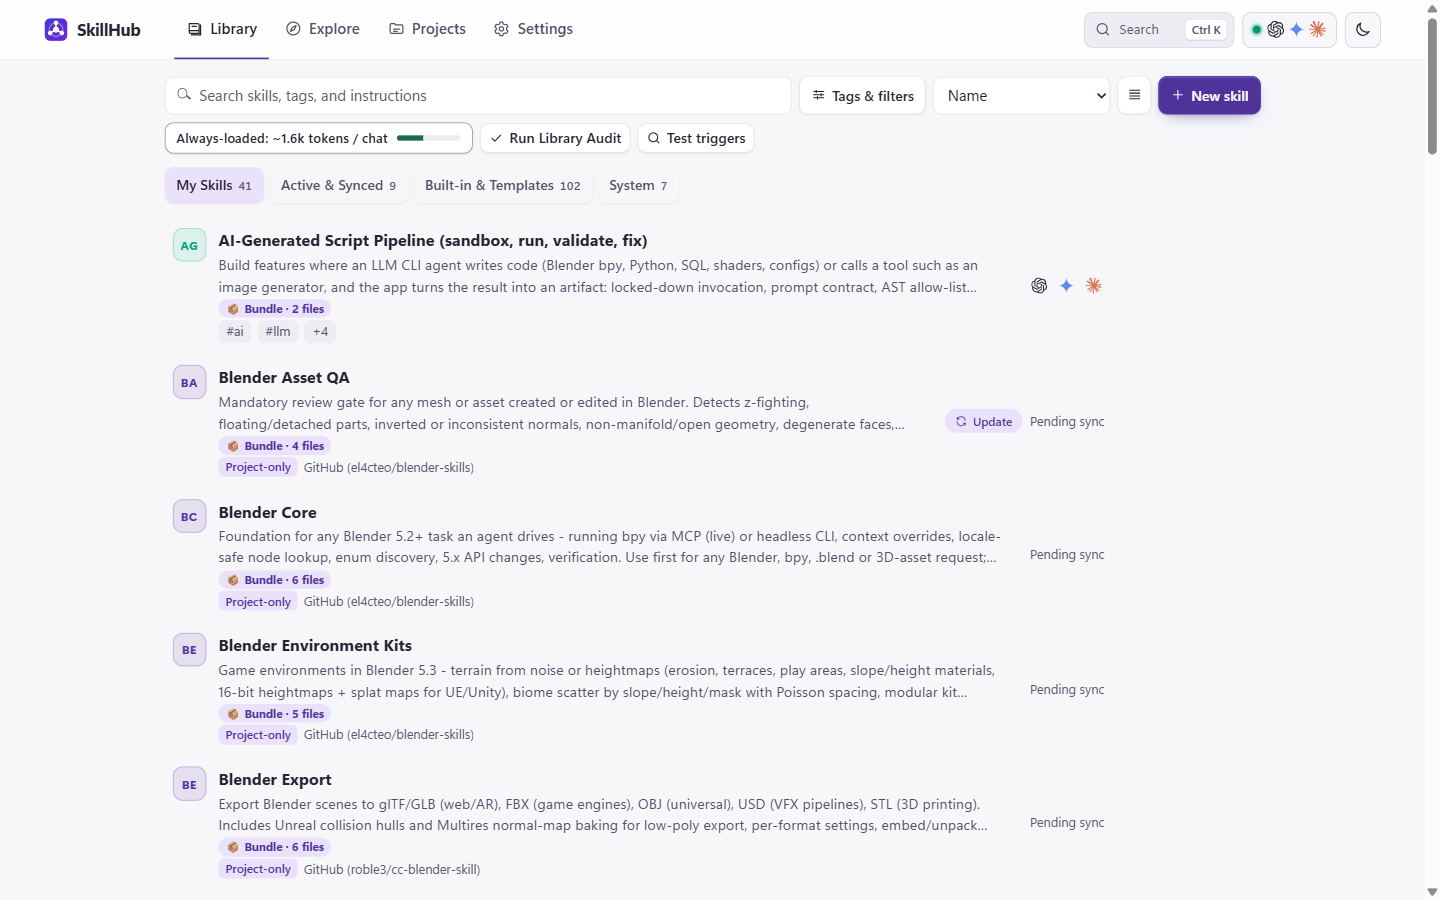 SkillHub
Library
Explore
Projects
Settings
Search
Ctrl K
Search skills, tags, and instructions
Tags & filters
Name
New skill
Always-loaded: ~1.6k tokens / chat
Run Library Audit
Test triggers
My Skills 41
Active & Synced 9
Built-in & Templates 102
System 7
AG
AI-Generated Script Pipeline (sandbox, run, validate, fix)
Build features where an LLM CLI agent writes code (Blender bpy, Python, SQL, shaders, configs) or calls a tool such as an
image generator, and the app turns the result into an artifact: locked-down invocation, prompt contract, AST allow-list...
Bundle · 2 files
#ai
#llm
+4
BA
Blender Asset QA
Mandatory review gate for any mesh or asset created or edited in Blender. Detects z-fighting,
floating/detached parts, inverted or inconsistent normals, non-manifold/open geometry, degenerate faces,...
Update
Pending sync
Bundle · 4 files
Project-only
GitHub (el4cteo/blender-skills)
BC
Blender Core
Foundation for any Blender 5.2+ task an agent drives - running bpy via MCP (live) or headless CLI, context overrides, locale-
safe node lookup, enum discovery, 5.x API changes, verification. Use first for any Blender, bpy, .blend or 3D-asset request;...
Pending sync
Bundle · 6 files
Project-only
GitHub (el4cteo/blender-skills)
BE
Blender Environment Kits
Game environments in Blender 5.3 - terrain from noise or heightmaps (erosion, terraces, play areas, slope/height materials,
16-bit heightmaps + splat maps for UE/Unity), biome scatter by slope/height/mask with Poisson spacing, modular kit...
Pending sync
Bundle · 5 files
Project-only
GitHub (el4cteo/blender-skills)
BE
Blender Export
Export Blender scenes to glTF/GLB (web/AR), FBX (game engines), OBJ (universal), USD (VFX pipelines), STL (3D printing).
Includes Unreal collision hulls and Multires normal-map baking for low-poly export, per-format settings, embed/unpack...
Pending sync
Bundle · 6 files
Project-only
GitHub (roble3/cc-blender-skill)